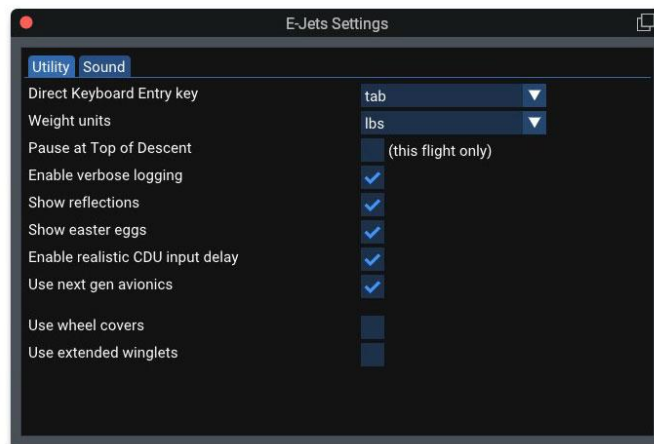 E-Jets Settings
Utility Sound
Direct Keyboard Entry key tab
Weight units lbs
Pause at Top of Descent (this flight only)
Enable verbose logging
Show reflections
Show easter eggs
Enable realistic CDU input delay
Use next gen avionics
Use wheel covers
Use extended winglets